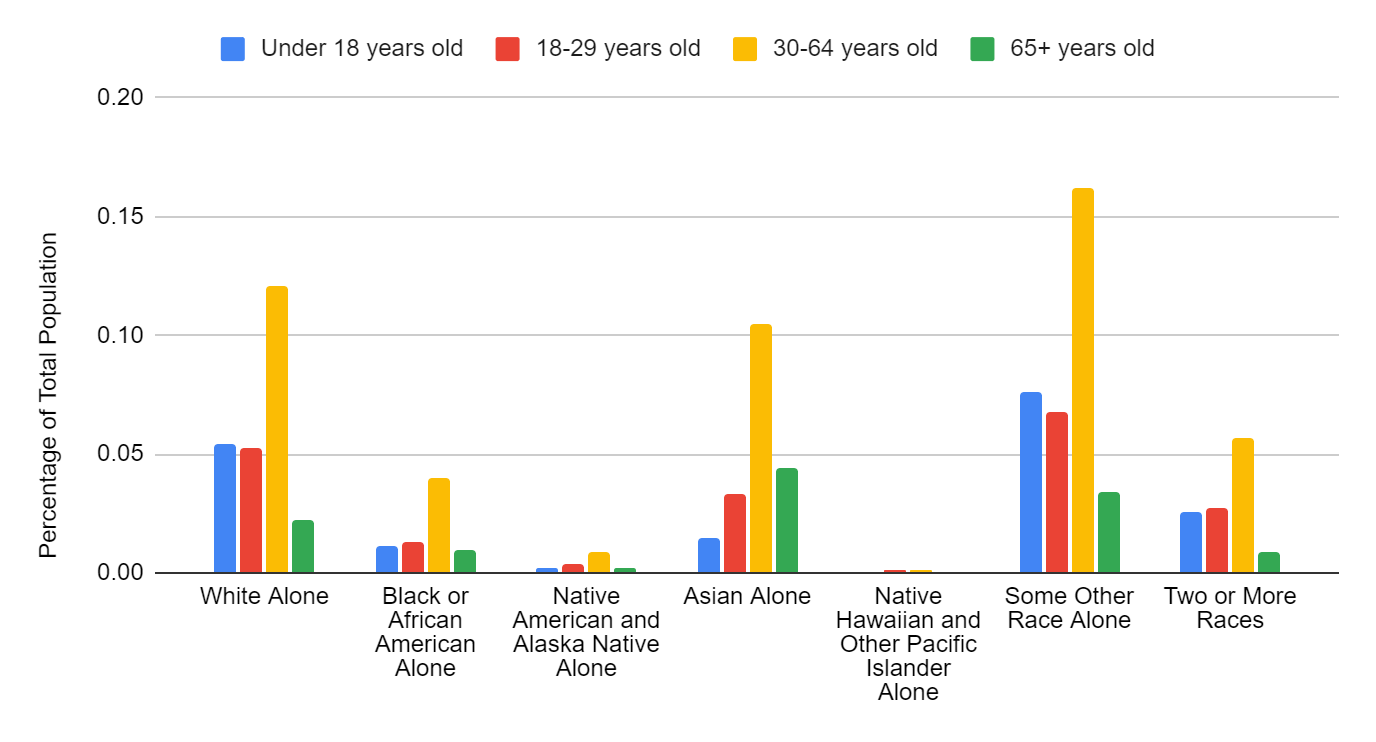 Under 18 years old 18-29 years old 30-64 years old 65+ years old
Percentage of Total Population
0.20
0.15
0.10
0.05
0.00
White Alone
Black or
African
American
Alone
Native
American and
Alaska Native
Alone
Asian Alone
Native
Hawaiian and
Other Pacific
Islander
Alone
Some Other
Race Alone
Two or More
Races